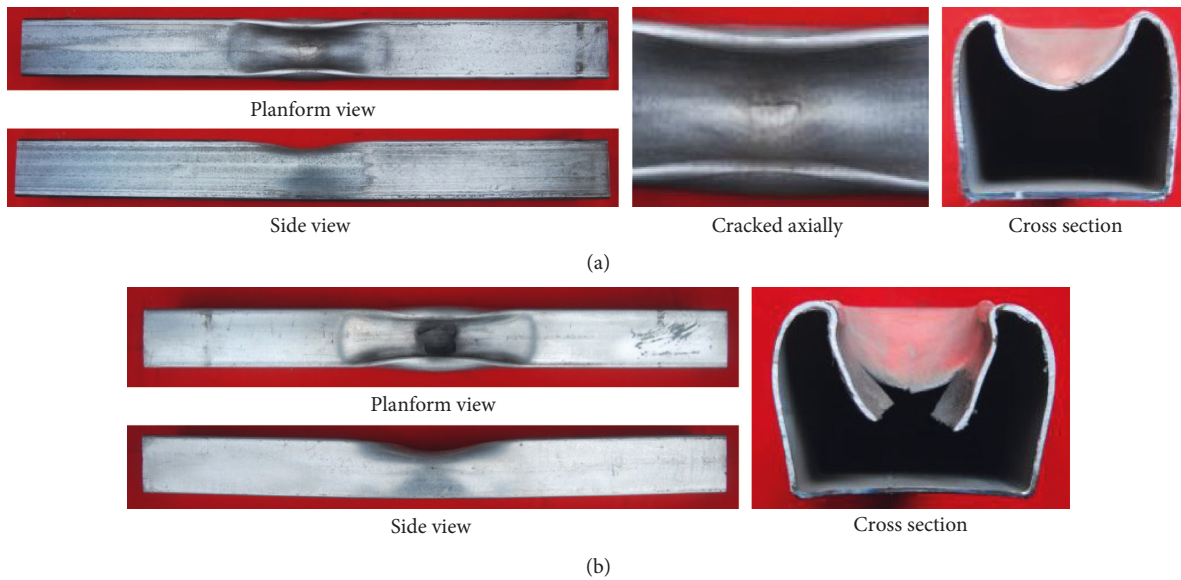 Planform view
Side view
Cracked axially
Cross section
(a)
Planform view
Side view
Cross section
(b)